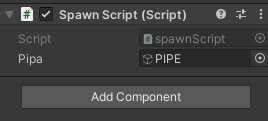 Spawn Script (Script)
Script spawnScript
Pipa PIPE
Add Component